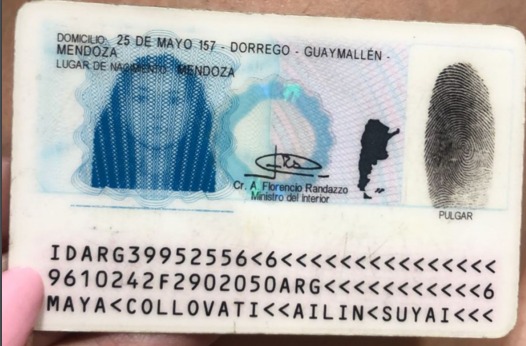 DOMICILIO: 25 DE MAYO 157 - DORREGO - GUAYMALLÉN -
MENDOZA
LUGAR DE NACIMIENTO: MENDOZA
Cr. A. Florencio Randazzo
Ministro del Interior
PULGAR
IDARG39952556<6<<<<<<<<<<<<<<<
9610242F2902050ARG<<<<<<<<<<<6
MAYA<COLLOVATI<<AILIN<SUYAI<<<